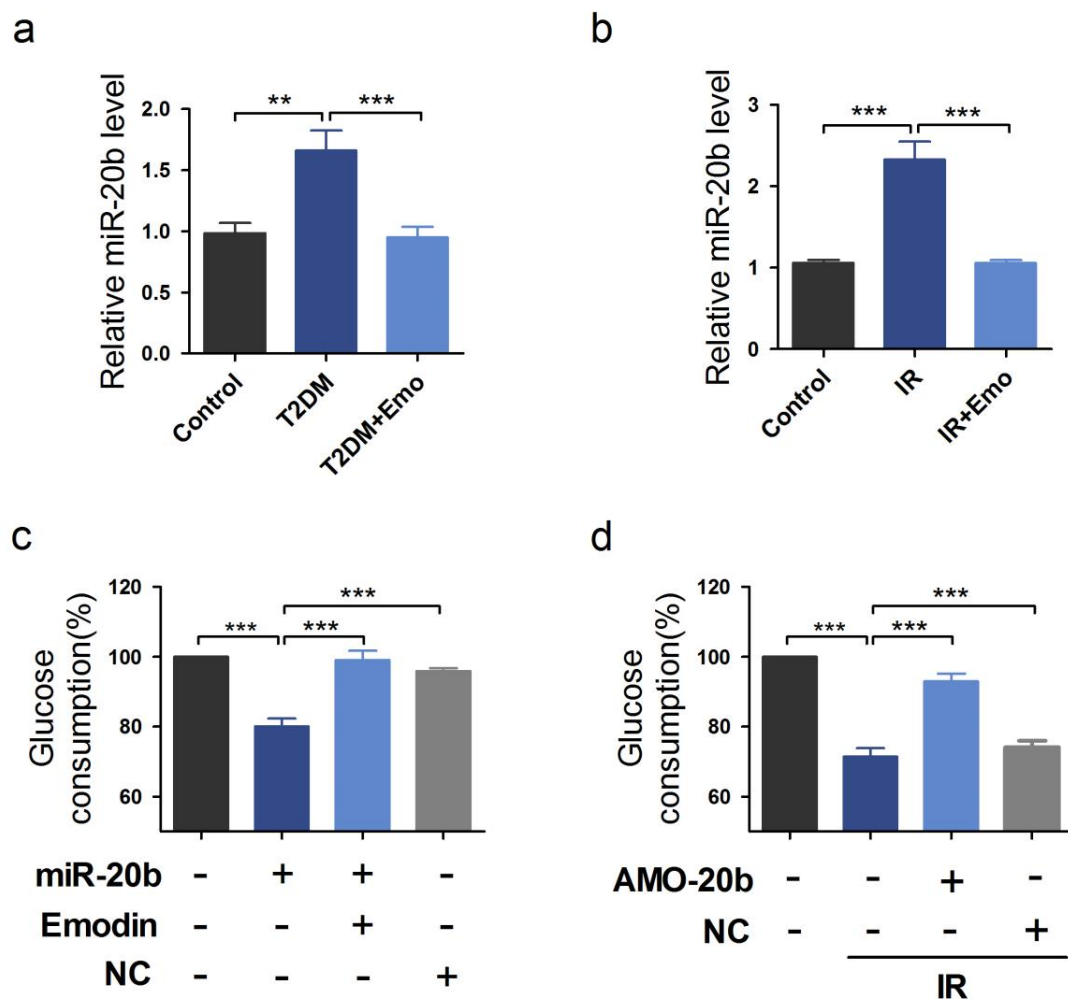 a
Relative miR-20b level
2.0
1.5
1.0
0.5
0.0
** ***
Control T2DM T2DM+Emo
b
Relative miR-20b level
3
2
1
0
*** ***
Control IR IR+Emo
c
Glucose
consumption(%)
120
100
80
60
***
*** ***
miR-20b - + + -
Emodin - - + -
NC - - - +
d
Glucose
consumption(%)
120
100
80
60
***
*** ***
AMO-20b - - + -
NC - - - +
IR